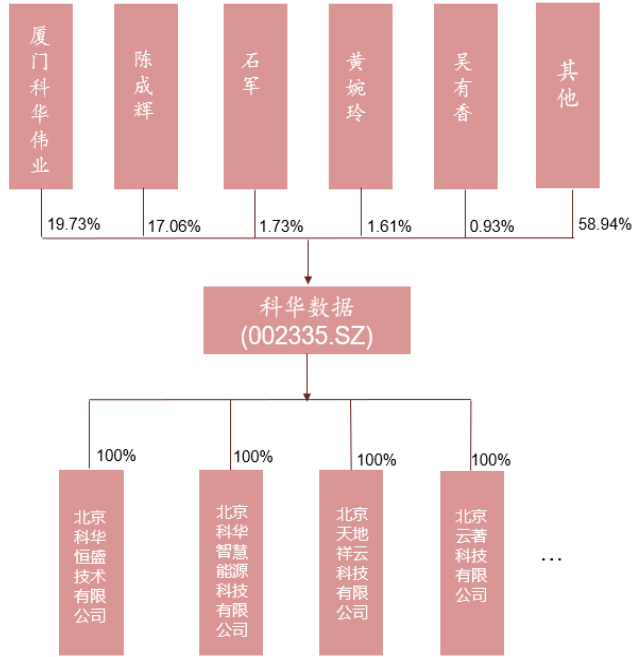 厦门科华伟业
陈成辉
石军
黄婉玲
吴有香
其他
19.73%
17.06%
1.73%
1.61%
0.93%
58.94%
科华数据
(002335.SZ)
100%
100%
100%
100%
北京
科华
恒盛
技术
有限
公司
北京
科华
智慧
能源
科技
有限
公司
北京
天地
祥云
科技
有限
公司
北京
云著
科技
有限
公司
...